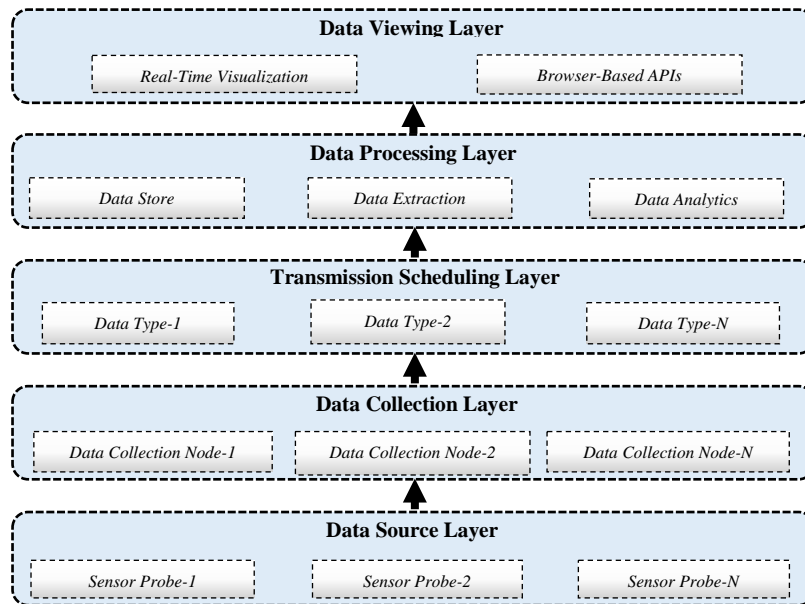 Data Viewing Layer
Real-Time Visualization
Browser-Based APIs
Data Processing Layer
Data Store
Data Extraction
Data Analytics
Transmission Scheduling Layer
Data Type-1
Data Type-2
Data Type-N
Data Collection Layer
Data Collection Node-1
Data Collection Node-2
Data Collection Node-N
Data Source Layer
Sensor Probe-1
Sensor Probe-2
Sensor Probe-N